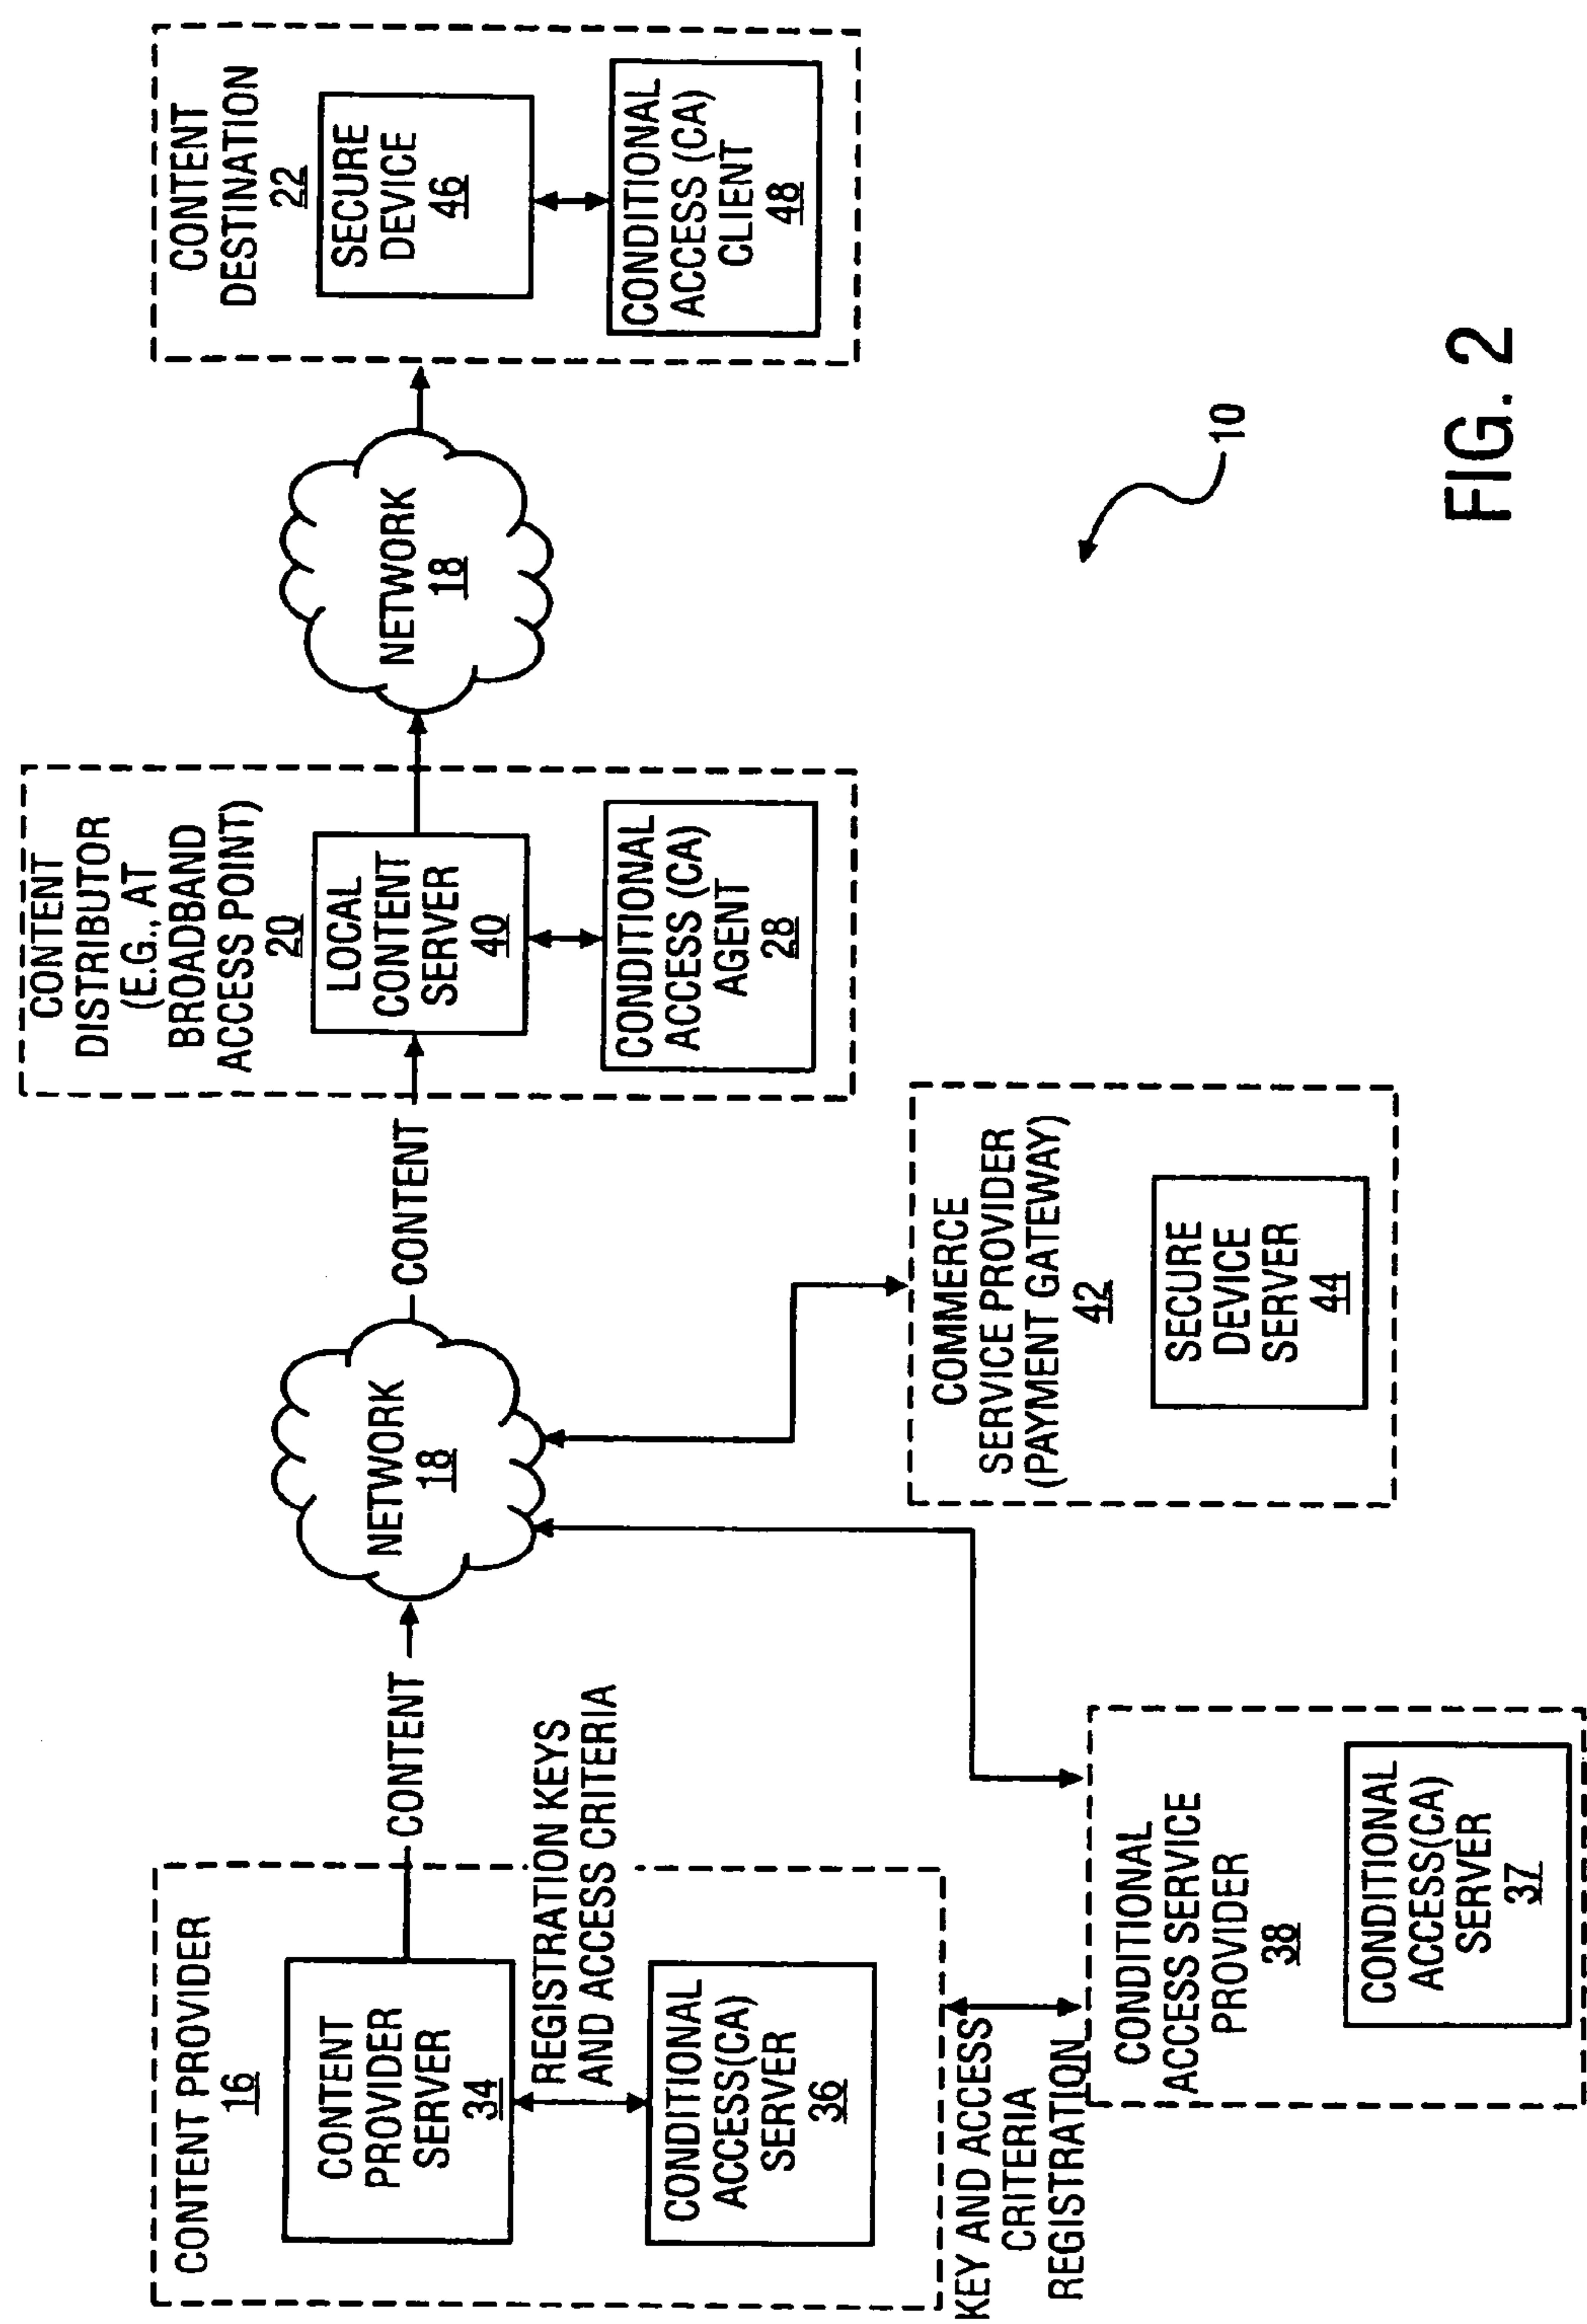 CONTENT PROVIDER
16
CONTENT
PROVIDER
SERVER
34
REGISTRATION KEYS
AND ACCESS CRITERIA
CONDITIONAL
ACCESS(CA)
SERVER
36
KEY AND ACCESS
CRITERIA
REGISTRATION
CONDITIONAL
ACCESS SERVICE
PROVIDER
38
CONDITIONAL
ACCESS(CA)
SERVER
37
CONTENT
NETWORK
18
COMMERCE
SERVICE PROVIDER
(PAYMENT GATEWAY)
42
SECURE
DEVICE
SERVER
44
CONTENT
CONTENT
DISTRIBUTOR
(E.G., AT
BROADBAND
ACCESS POINT)
20
LOCAL
CONTENT
SERVER
40
CONDITIONAL
ACCESS (CA)
AGENT
28
NETWORK
18
CONTENT
DESTINATION
22
SECURE
DEVICE
46
CONDITIONAL
ACCESS (CA)
CLIENT
48
10
FIG. 2